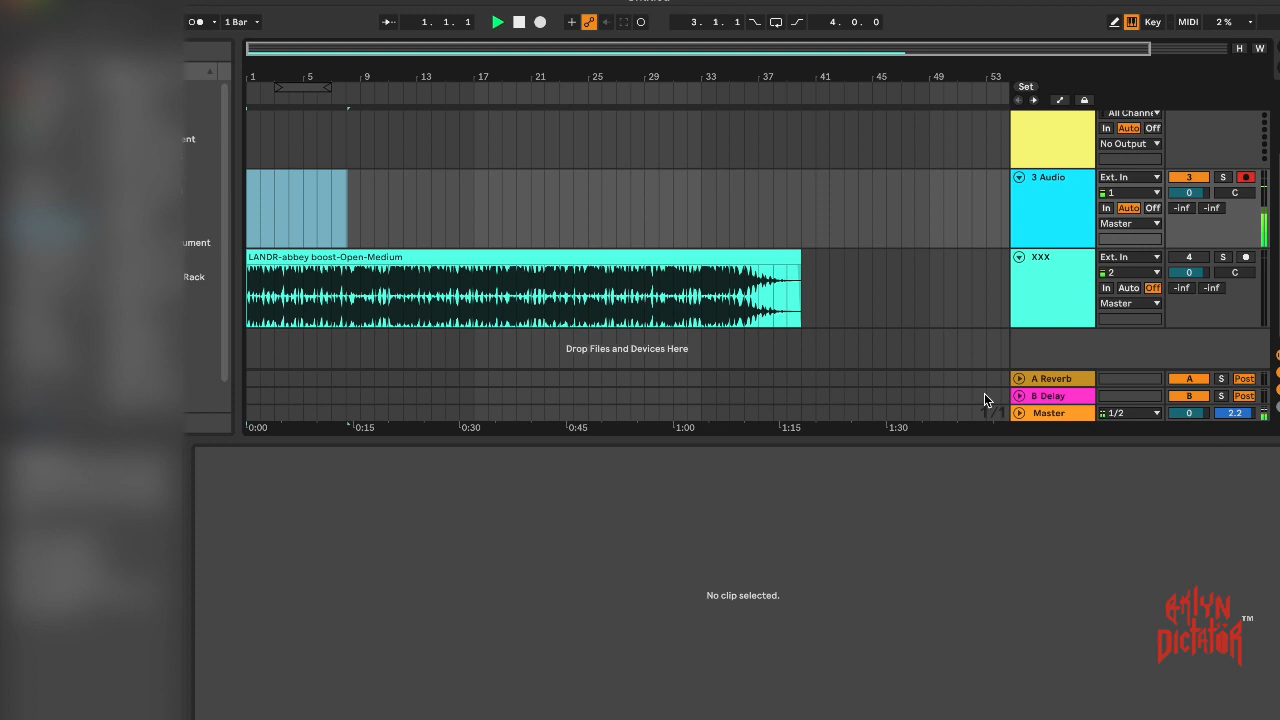 1 Bar
1. 1. 1
3. 1. 1
4. 0. 0
Key
MIDI
2 %
H W
1 5 9 13 17 21 25 29 33 37 41 45 49 53
Set
ent
ument
Rack
All Channe
In Auto Off
No Output
3 Audio
Ext. In
3 S
1
0 C
In Auto Off
-inf -inf
Master
LANDR-abbey boost-Open-Medium
XXX
Ext. In
4 S
2
0 C
In Auto Off
-inf -inf
Master
Drop Files and Devices Here
A Reverb
A S Post
B Delay
B S Post
1/1
Master
1/2
0 2.2
0:00 0:15 0:30 0:45 1:00 1:15 1:30
No clip selected.
BKLYN
DICTATOR
TM